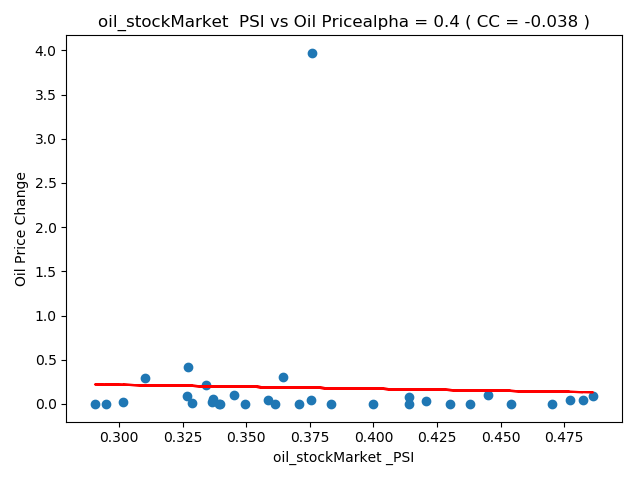 oil_stockMarket  PSI vs Oil Pricealpha = 0.4 ( CC = -0.038 )
4.0
3.5
3.0
2.5
2.0
1.5
1.0
0.5
0.0
Oil Price Change
0.300 0.325 0.350 0.375 0.400 0.425 0.450 0.475
oil_stockMarket _PSI